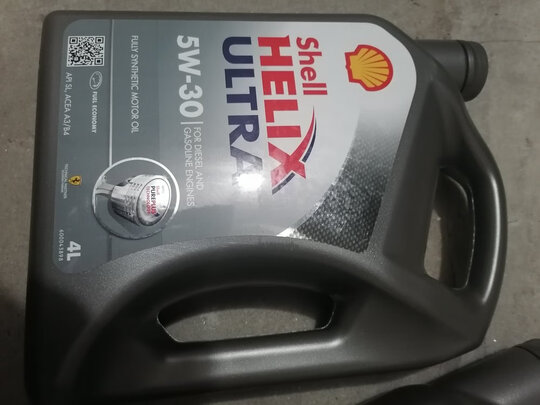 Shell
HELIX
ULTRA
5W-30
FOR DIESEL AND
GASOLINE ENGINES
FULLY SYNTHETIC MOTOR OIL
FUEL ECONOMY
API SL, ACEA A3/B4
PUREPLUS
4L